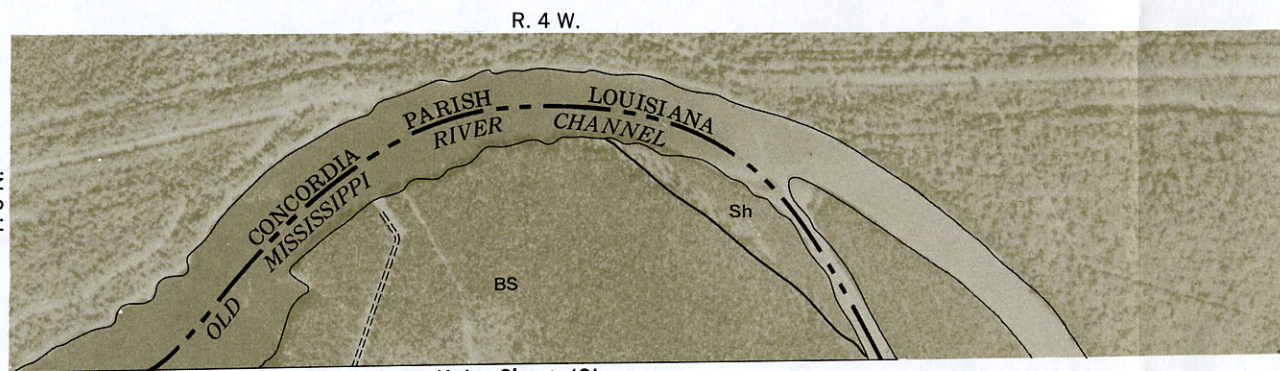 R. 4 W.
CONCORDIA PARISH LOUISIANA
OLD MISSISSIPPI RIVER CHANNEL
Sh
BS